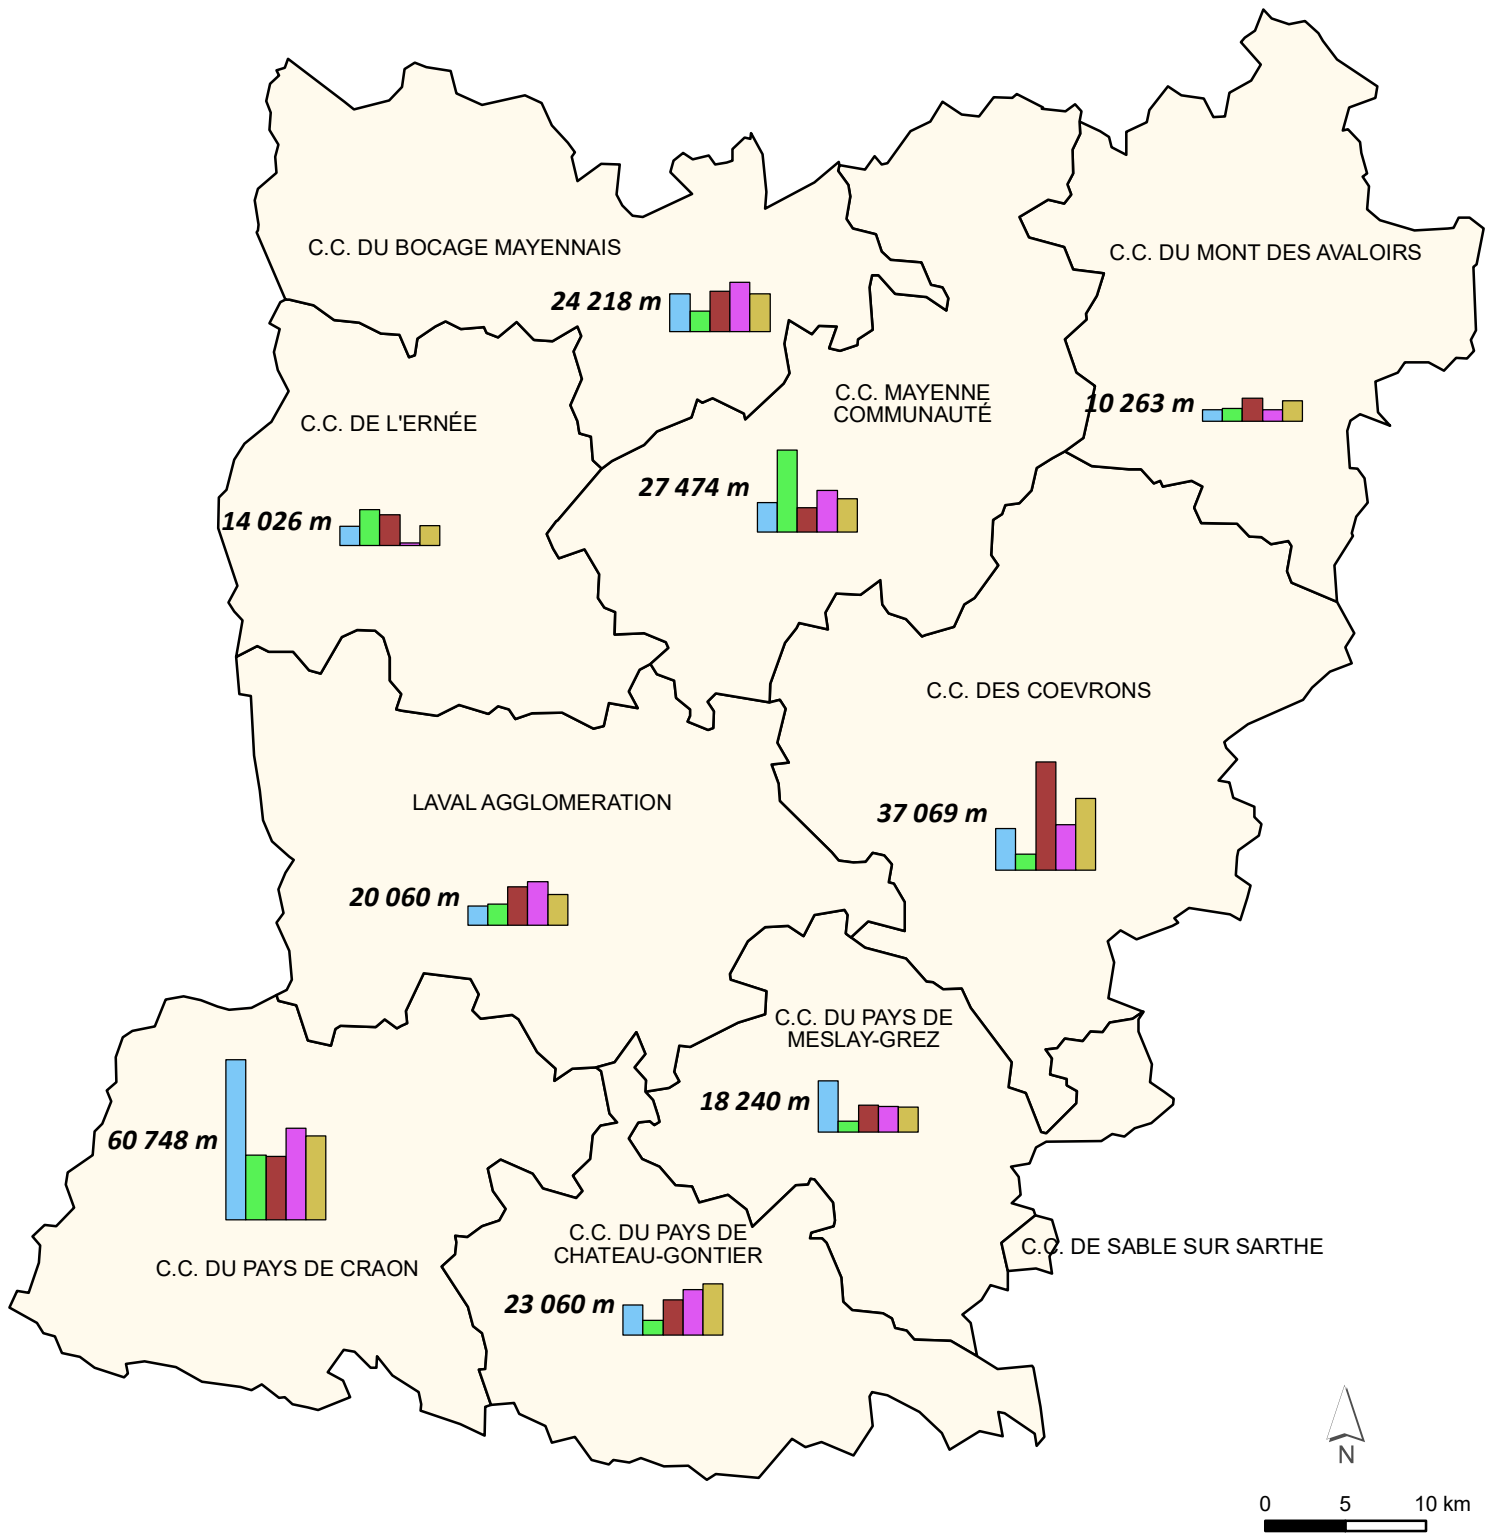 C.C. DU BOCAGE MAYENNAIS
C.C. DU MONT DES AVALOIRS
24 218 m
C.C. MAYENNE
COMMUNAUTÉ
10 263 m
C.C. DE L'ERNÉE
27 474 m
14 026 m
C.C. DES COEVRONS
LAVAL AGGLOMERATION
37 069 m
20 060 m
C.C. DU PAYS DE
MESLAY-GREZ
18 240 m
60 748 m
C.C. DU PAYS DE
CHATEAU-GONTIER
C.C. DE SABLE SUR SARTHE
C.C. DU PAYS DE CRAON
23 060 m
N
0 5 10 km